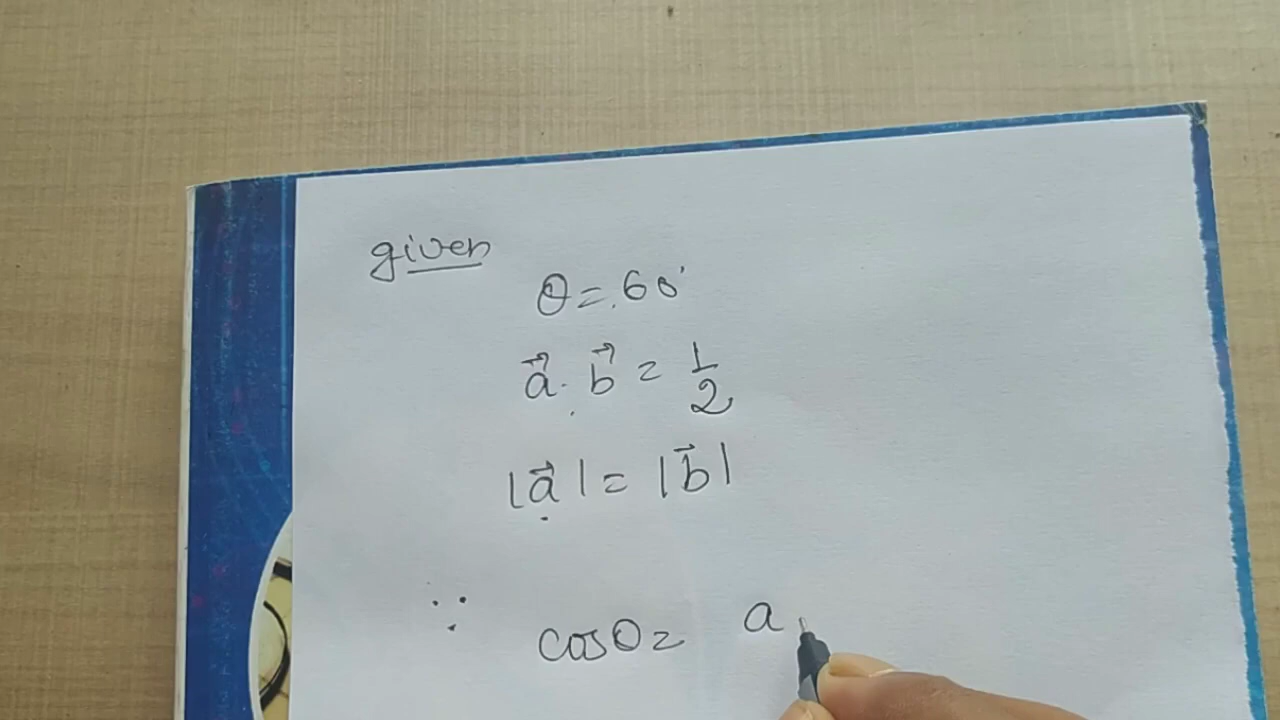 given
θ = 60°
a⃗ . b⃗ = 1/2
|a⃗| = |b⃗|
∵ cosθ = a